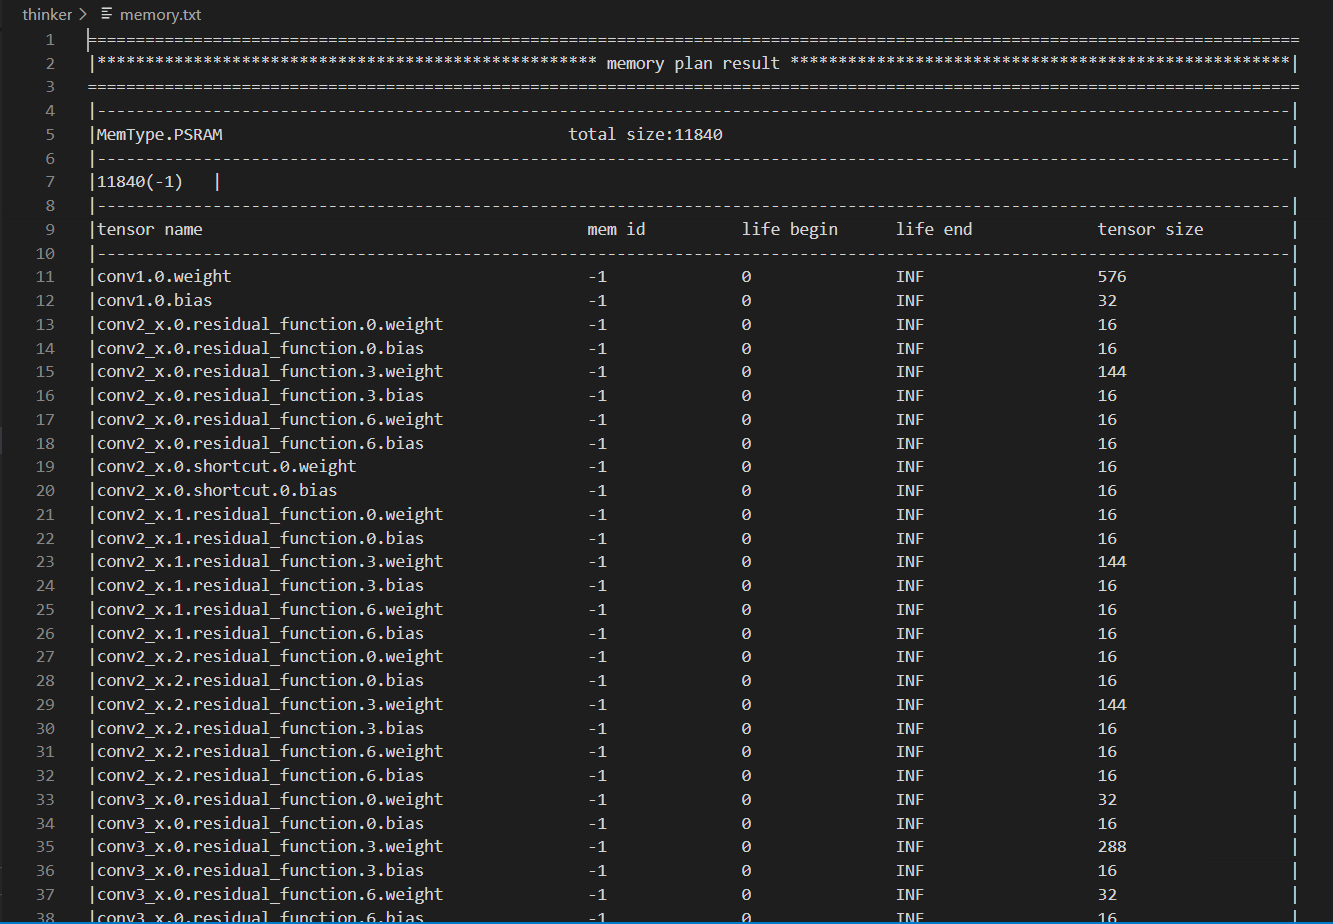 thinker > memory.txt
1 ==============================================================================================================================
2 |**************************************************** memory plan result ****************************************************|
3 ==============================================================================================================================
4 |----------------------------------------------------------------------------------------------------------------------------|
5 |MemType.PSRAM total size:11840 |
6 |----------------------------------------------------------------------------------------------------------------------------|
7 |11840(-1) |
8 |----------------------------------------------------------------------------------------------------------------------------|
9 |tensor name mem id life begin life end tensor size |
10 |----------------------------------------------------------------------------------------------------------------------------|
11 |conv1.0.weight -1 0 INF 576 |
12 |conv1.0.bias -1 0 INF 32 |
13 |conv2_x.0.residual_function.0.weight -1 0 INF 16 |
14 |conv2_x.0.residual_function.0.bias -1 0 INF 16 |
15 |conv2_x.0.residual_function.3.weight -1 0 INF 144 |
16 |conv2_x.0.residual_function.3.bias -1 0 INF 16 |
17 |conv2_x.0.residual_function.6.weight -1 0 INF 16 |
18 |conv2_x.0.residual_function.6.bias -1 0 INF 16 |
19 |conv2_x.0.shortcut.0.weight -1 0 INF 16 |
20 |conv2_x.0.shortcut.0.bias -1 0 INF 16 |
21 |conv2_x.1.residual_function.0.weight -1 0 INF 16 |
22 |conv2_x.1.residual_function.0.bias -1 0 INF 16 |
23 |conv2_x.1.residual_function.3.weight -1 0 INF 144 |
24 |conv2_x.1.residual_function.3.bias -1 0 INF 16 |
25 |conv2_x.1.residual_function.6.weight -1 0 INF 16 |
26 |conv2_x.1.residual_function.6.bias -1 0 INF 16 |
27 |conv2_x.2.residual_function.0.weight -1 0 INF 16 |
28 |conv2_x.2.residual_function.0.bias -1 0 INF 16 |
29 |conv2_x.2.residual_function.3.weight -1 0 INF 144 |
30 |conv2_x.2.residual_function.3.bias -1 0 INF 16 |
31 |conv2_x.2.residual_function.6.weight -1 0 INF 16 |
32 |conv2_x.2.residual_function.6.bias -1 0 INF 16 |
33 |conv3_x.0.residual_function.0.weight -1 0 INF 32 |
34 |conv3_x.0.residual_function.0.bias -1 0 INF 16 |
35 |conv3_x.0.residual_function.3.weight -1 0 INF 288 |
36 |conv3_x.0.residual_function.3.bias -1 0 INF 16 |
37 |conv3_x.0.residual_function.6.weight -1 0 INF 32 |
38 |conv3_x.0.residual_function.6.bias -1 0 INF 16 |